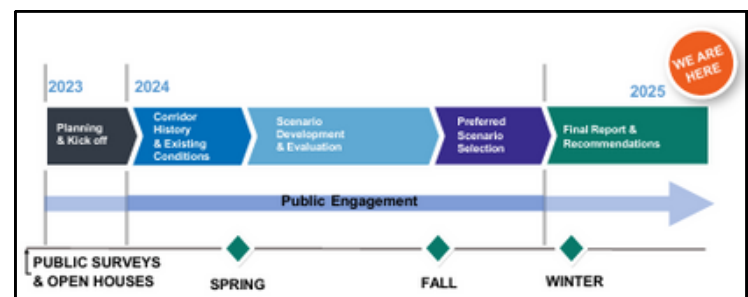 WE ARE
HERE
2023
2024
2025
Planning
& Kick off
Corridor
History
& Existing
Conditions
Scenario
Development
& Evaluation
Preferred
Scenario
Selection
Final Report &
Recommendations
Public Engagement
PUBLIC SURVEYS
& OPEN HOUSES
SPRING
FALL
WINTER